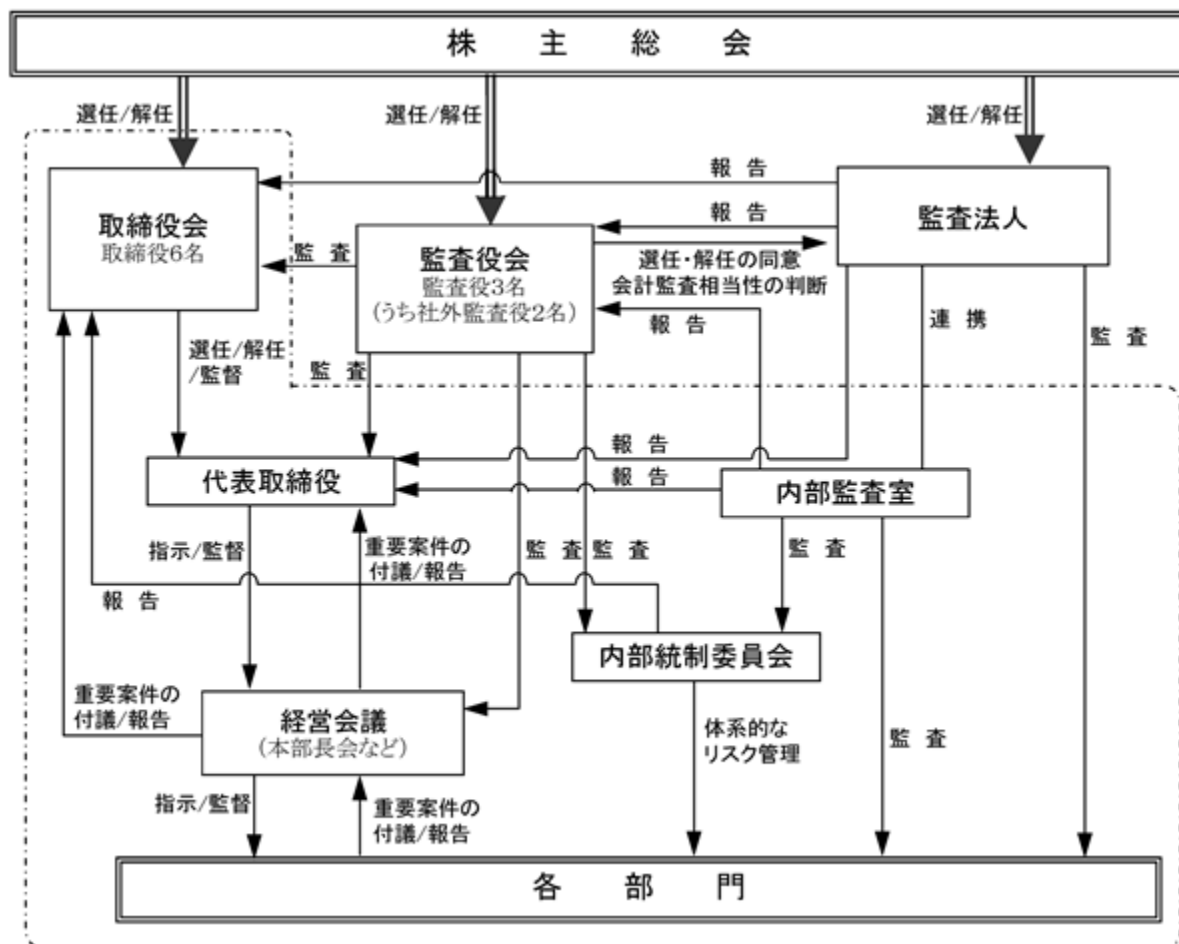 株主総会
選任/解任
選任/解任
選任/解任
報告
取締役会
取締役6名
監査法人
報告
監査
監査役会
監査役3名
(うち社外監査役2名)
選任・解任の同意
会計監査相当性の判断
報告
連携
監査
選任/解任
/監督
監査
報告
代表取締役
報告
内部監査室
指示/監督
重要案件の
付議/報告
監査
監査
監査
報告
内部統制委員会
重要案件の
付議/報告
経営会議
(本部長会など)
体系的な
リスク管理
監査
指示/監督
重要案件の
付議/報告
各部門